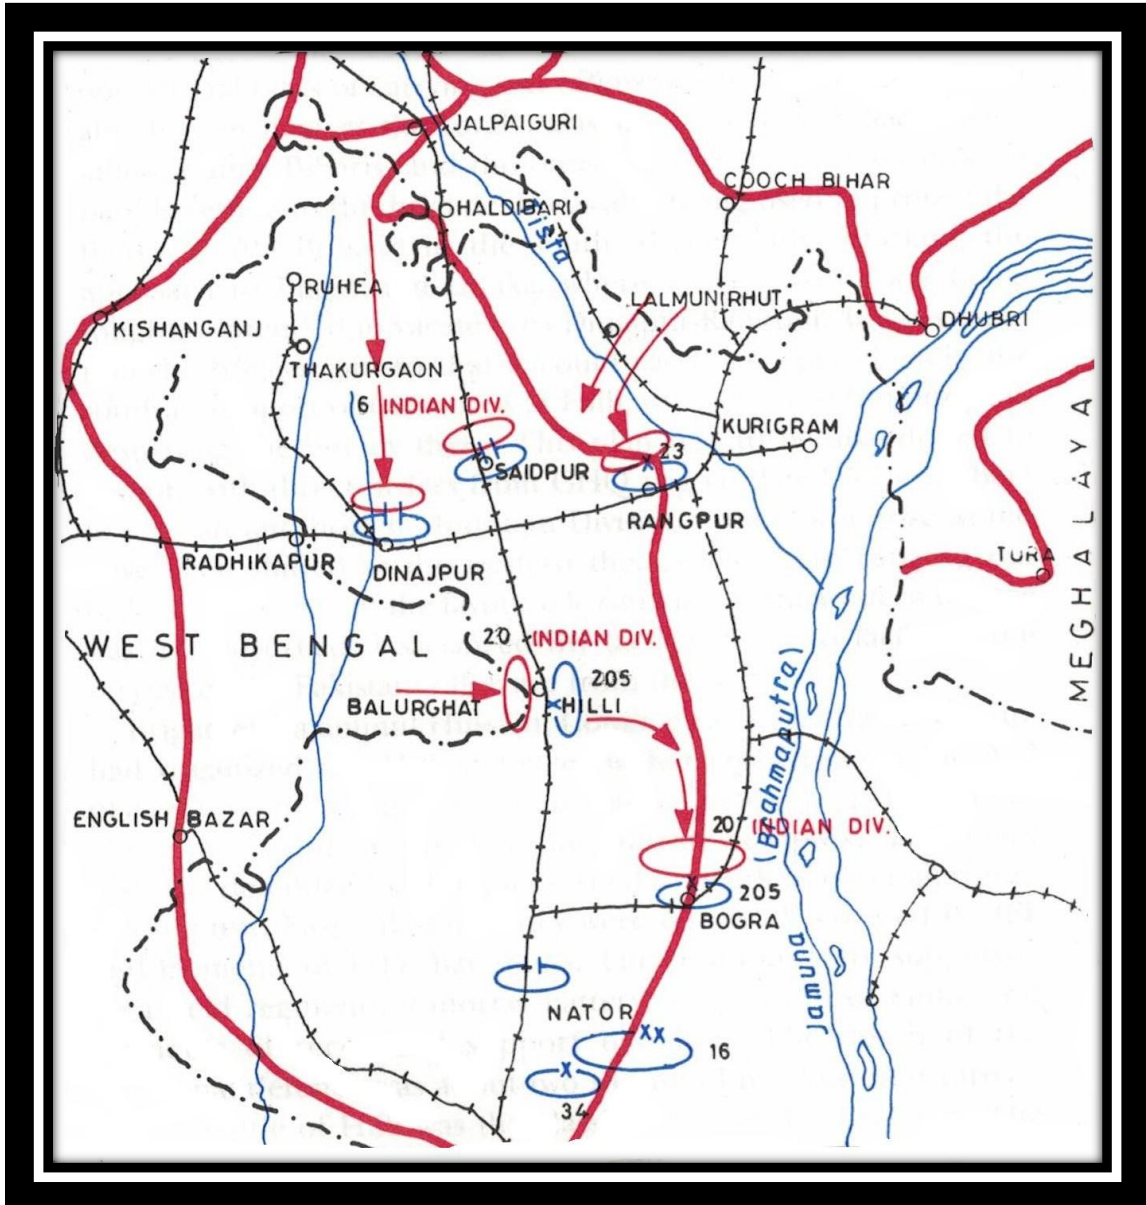 JALPAIGURI
COOCH BIHAR
HALDIBARI
Tista
RUHEA
LALMUNIRHUT
KISHANGANJ
DHUBRI
THAKURGAON
6 INDIAN DIV.
KURIGRAM
23
SAIDPUR
RANGPUR
RADHIKAPUR
DINAJPUR
TURA
MEGHALAYA
WEST BENGAL
20 INDIAN DIV.
205
BALURGHAT
HILLI
(Brahmaputra)
ENGLISH BAZAR
20 INDIAN DIV.
205
BOGRA
Jamuna
NATOR
XX
16
X
34